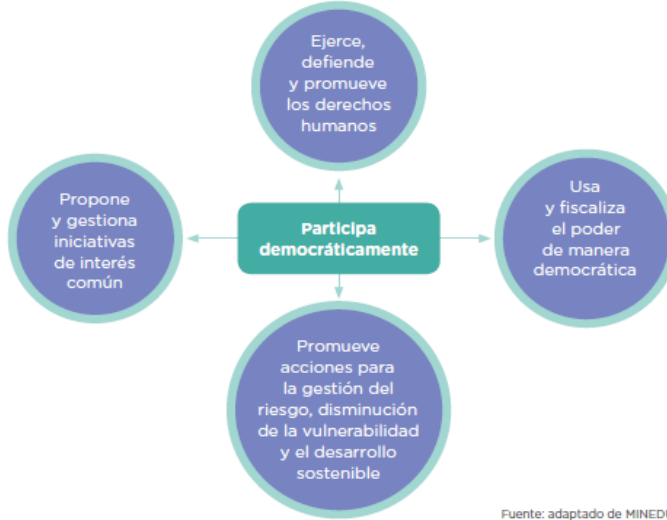 Ejerce,
defiende
y promueve
los derechos
humanos
Propone
y gestiona
iniciativas
de interés
común
Participa
democráticamente
Usa
y fiscaliza
el poder
de manera
democrática
Promueve
acciones para
la gestión del
riesgo, disminución
de la vulnerabilidad
y el desarrollo
sostenible
Fuente: adaptado de MINEDU